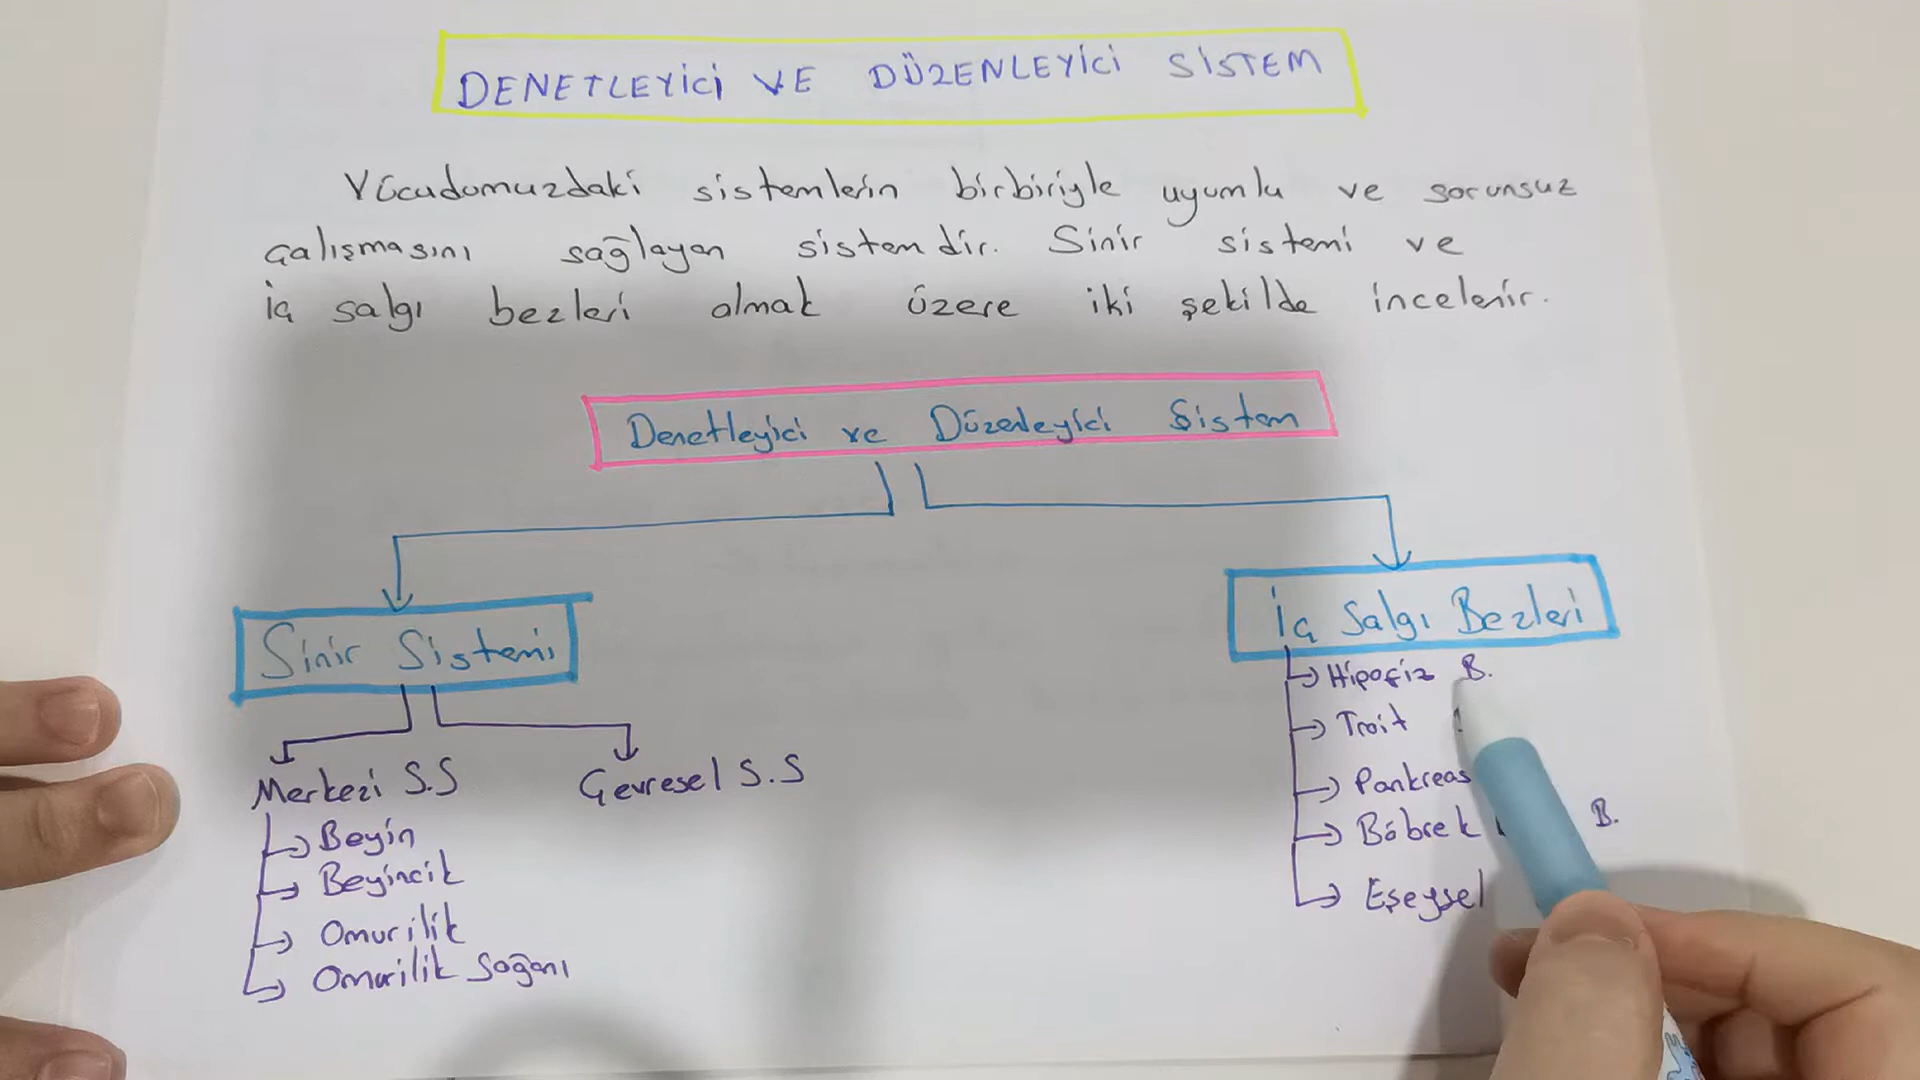 DENETLEYİCİ VE DÜZENLEYİCİ SİSTEM
Vücudumuzdaki sistemlerin birbiriyle uyumlu ve sorunsuz
çalışmasını sağlayan sistemdir. Sinir sistemi ve
İç salgı bezleri olmak üzere iki şekilde incelenir.
Denetleyici ve Düzenleyici Sistem
Sinir Sistemi
İç Salgı Bezleri
Merkezi S.S
Çevresel S.S
Beyin
Beyincik
Omurilik
Omurilik Soğanı
Hipofiz B.
Troit
Pankreas
Böbrek B.
Eşeysel